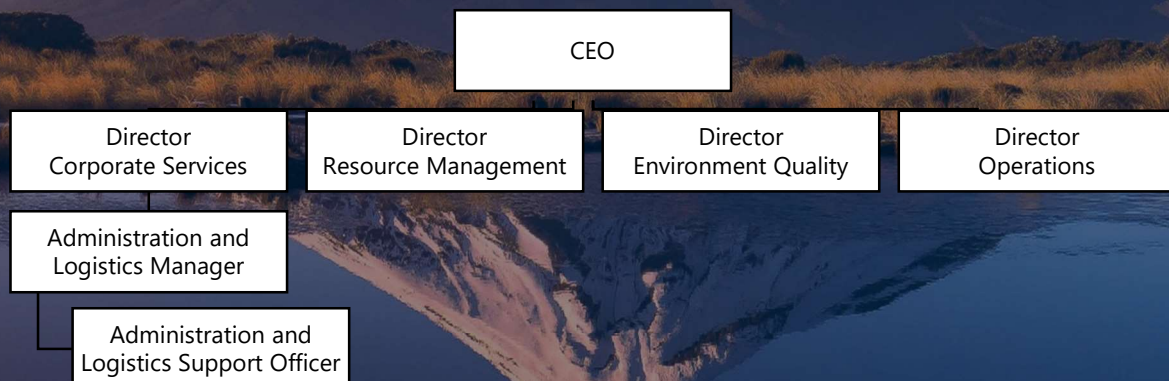 CEO
Director
Corporate Services
Director
Resource Management
Director
Environment Quality
Director
Operations
Administration and
Logistics Manager
Administration and
Logistics Support Officer